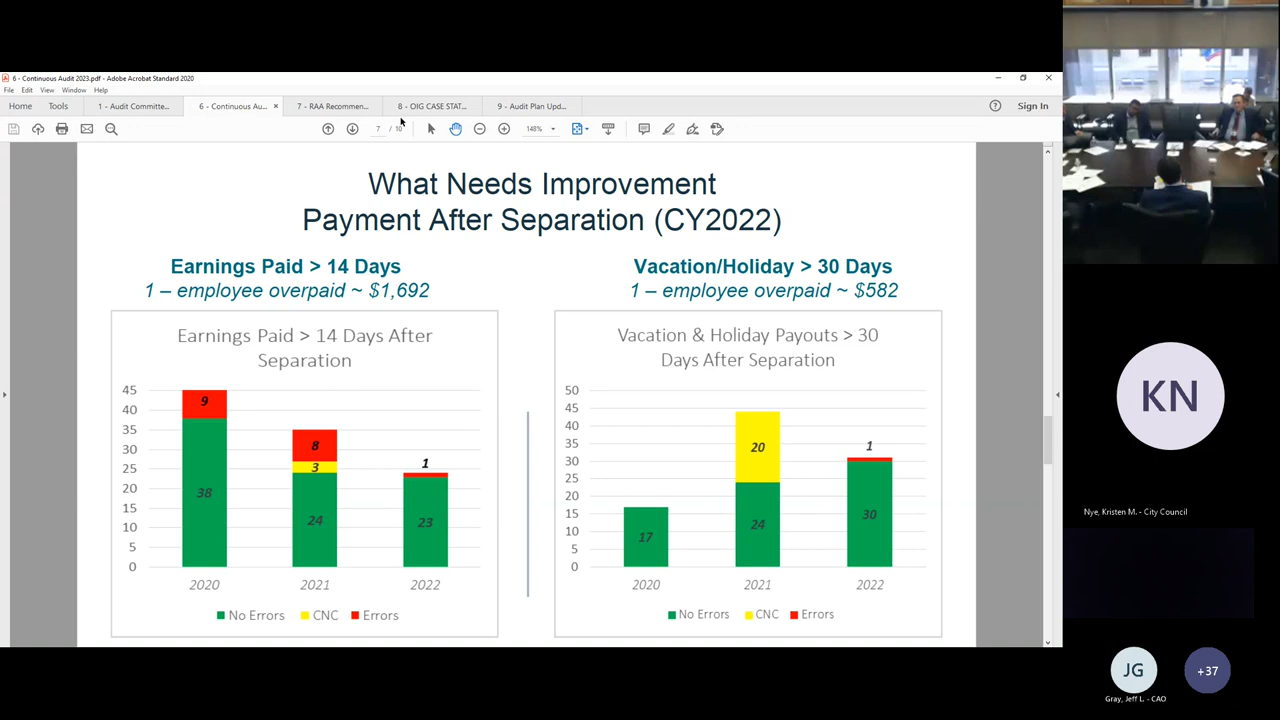 6 - Continuous Audit 2023.pdf - Adobe Acrobat Standard 2020
File Edit View Window Help
Home Tools 1 - Audit Committe... 6 - Continuous Au... × 7 - RAA Recommen... 8 - OIG CASE STAT... 9 - Audit Plan Upd... Sign In
7 / 10 148%
What Needs Improvement
Payment After Separation (CY2022)
Earnings Paid > 14 Days
1 – employee overpaid ~ $1,692
Earnings Paid > 14 Days After
Separation
45
40
35
30
25
20
15
10
5
0
9
38
8
3
24
1
23
2020 2021 2022
No Errors CNC Errors
Vacation/Holiday > 30 Days
1 – employee overpaid ~ $582
Vacation & Holiday Payouts > 30
Days After Separation
50
45
40
35
30
25
20
15
10
5
0
17
20
24
1
30
2020 2021 2022
No Errors CNC Errors
KN
Nye, Kristen M. - City Council
JG
+37
Gray, Jeff L. - CAO